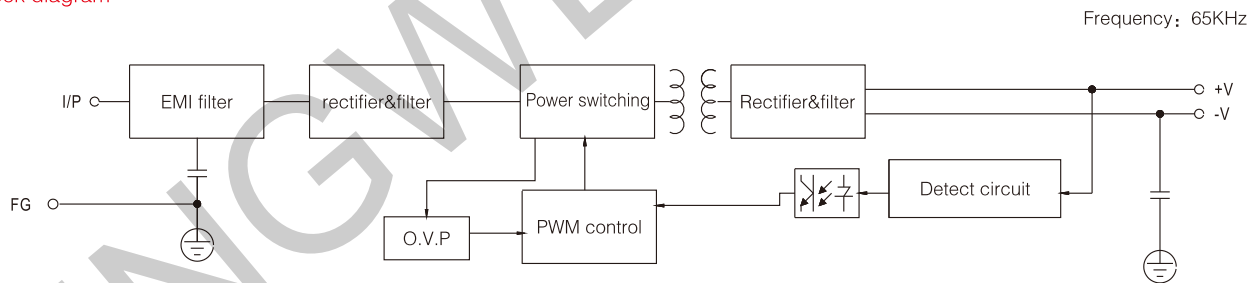 ck diagram
Frequency: 65KHz
I/P
EMI filter
rectifier&filter
Power switching
Rectifier&filter
+V
-V
Detect circuit
FG
O.V.P
PWM control